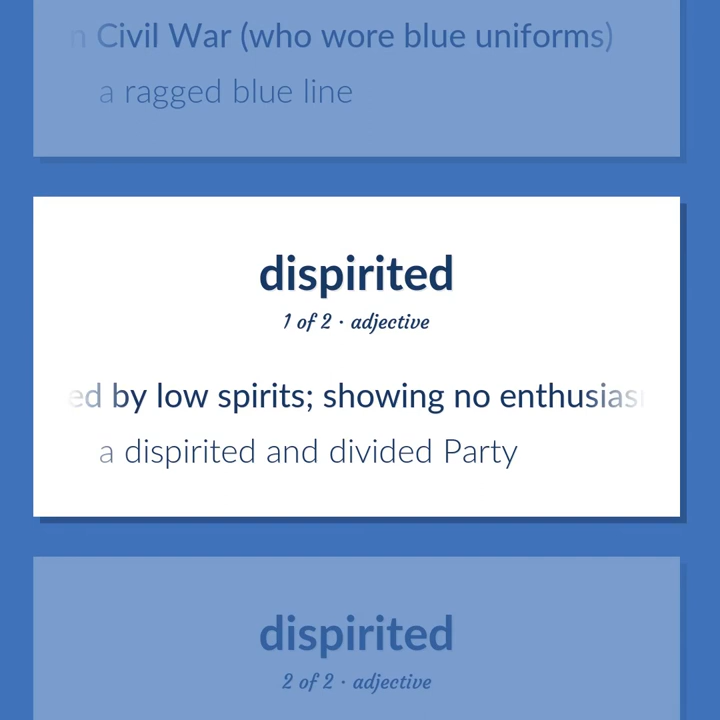 Civil War (who wore blue uniforms)
a ragged blue line
dispirited
1 of 2 · adjective
by low spirits; showing no
a dispirited and divided Party
dispirited
2 of 2 · adjective